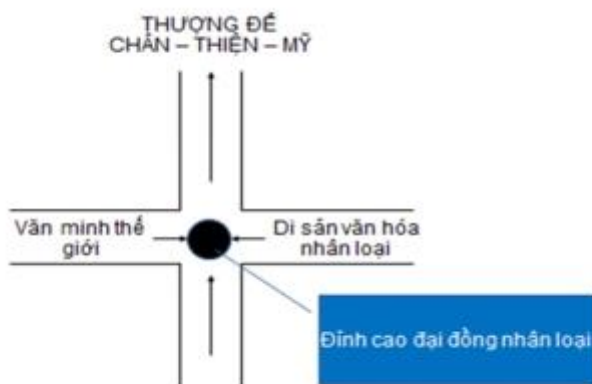 THƯỢNG ĐẾ
CHÂN – THIỆN – MỸ
Văn minh thế
giới
Di sản văn hóa
nhân loại
Đỉnh cao đại đồng nhân loại